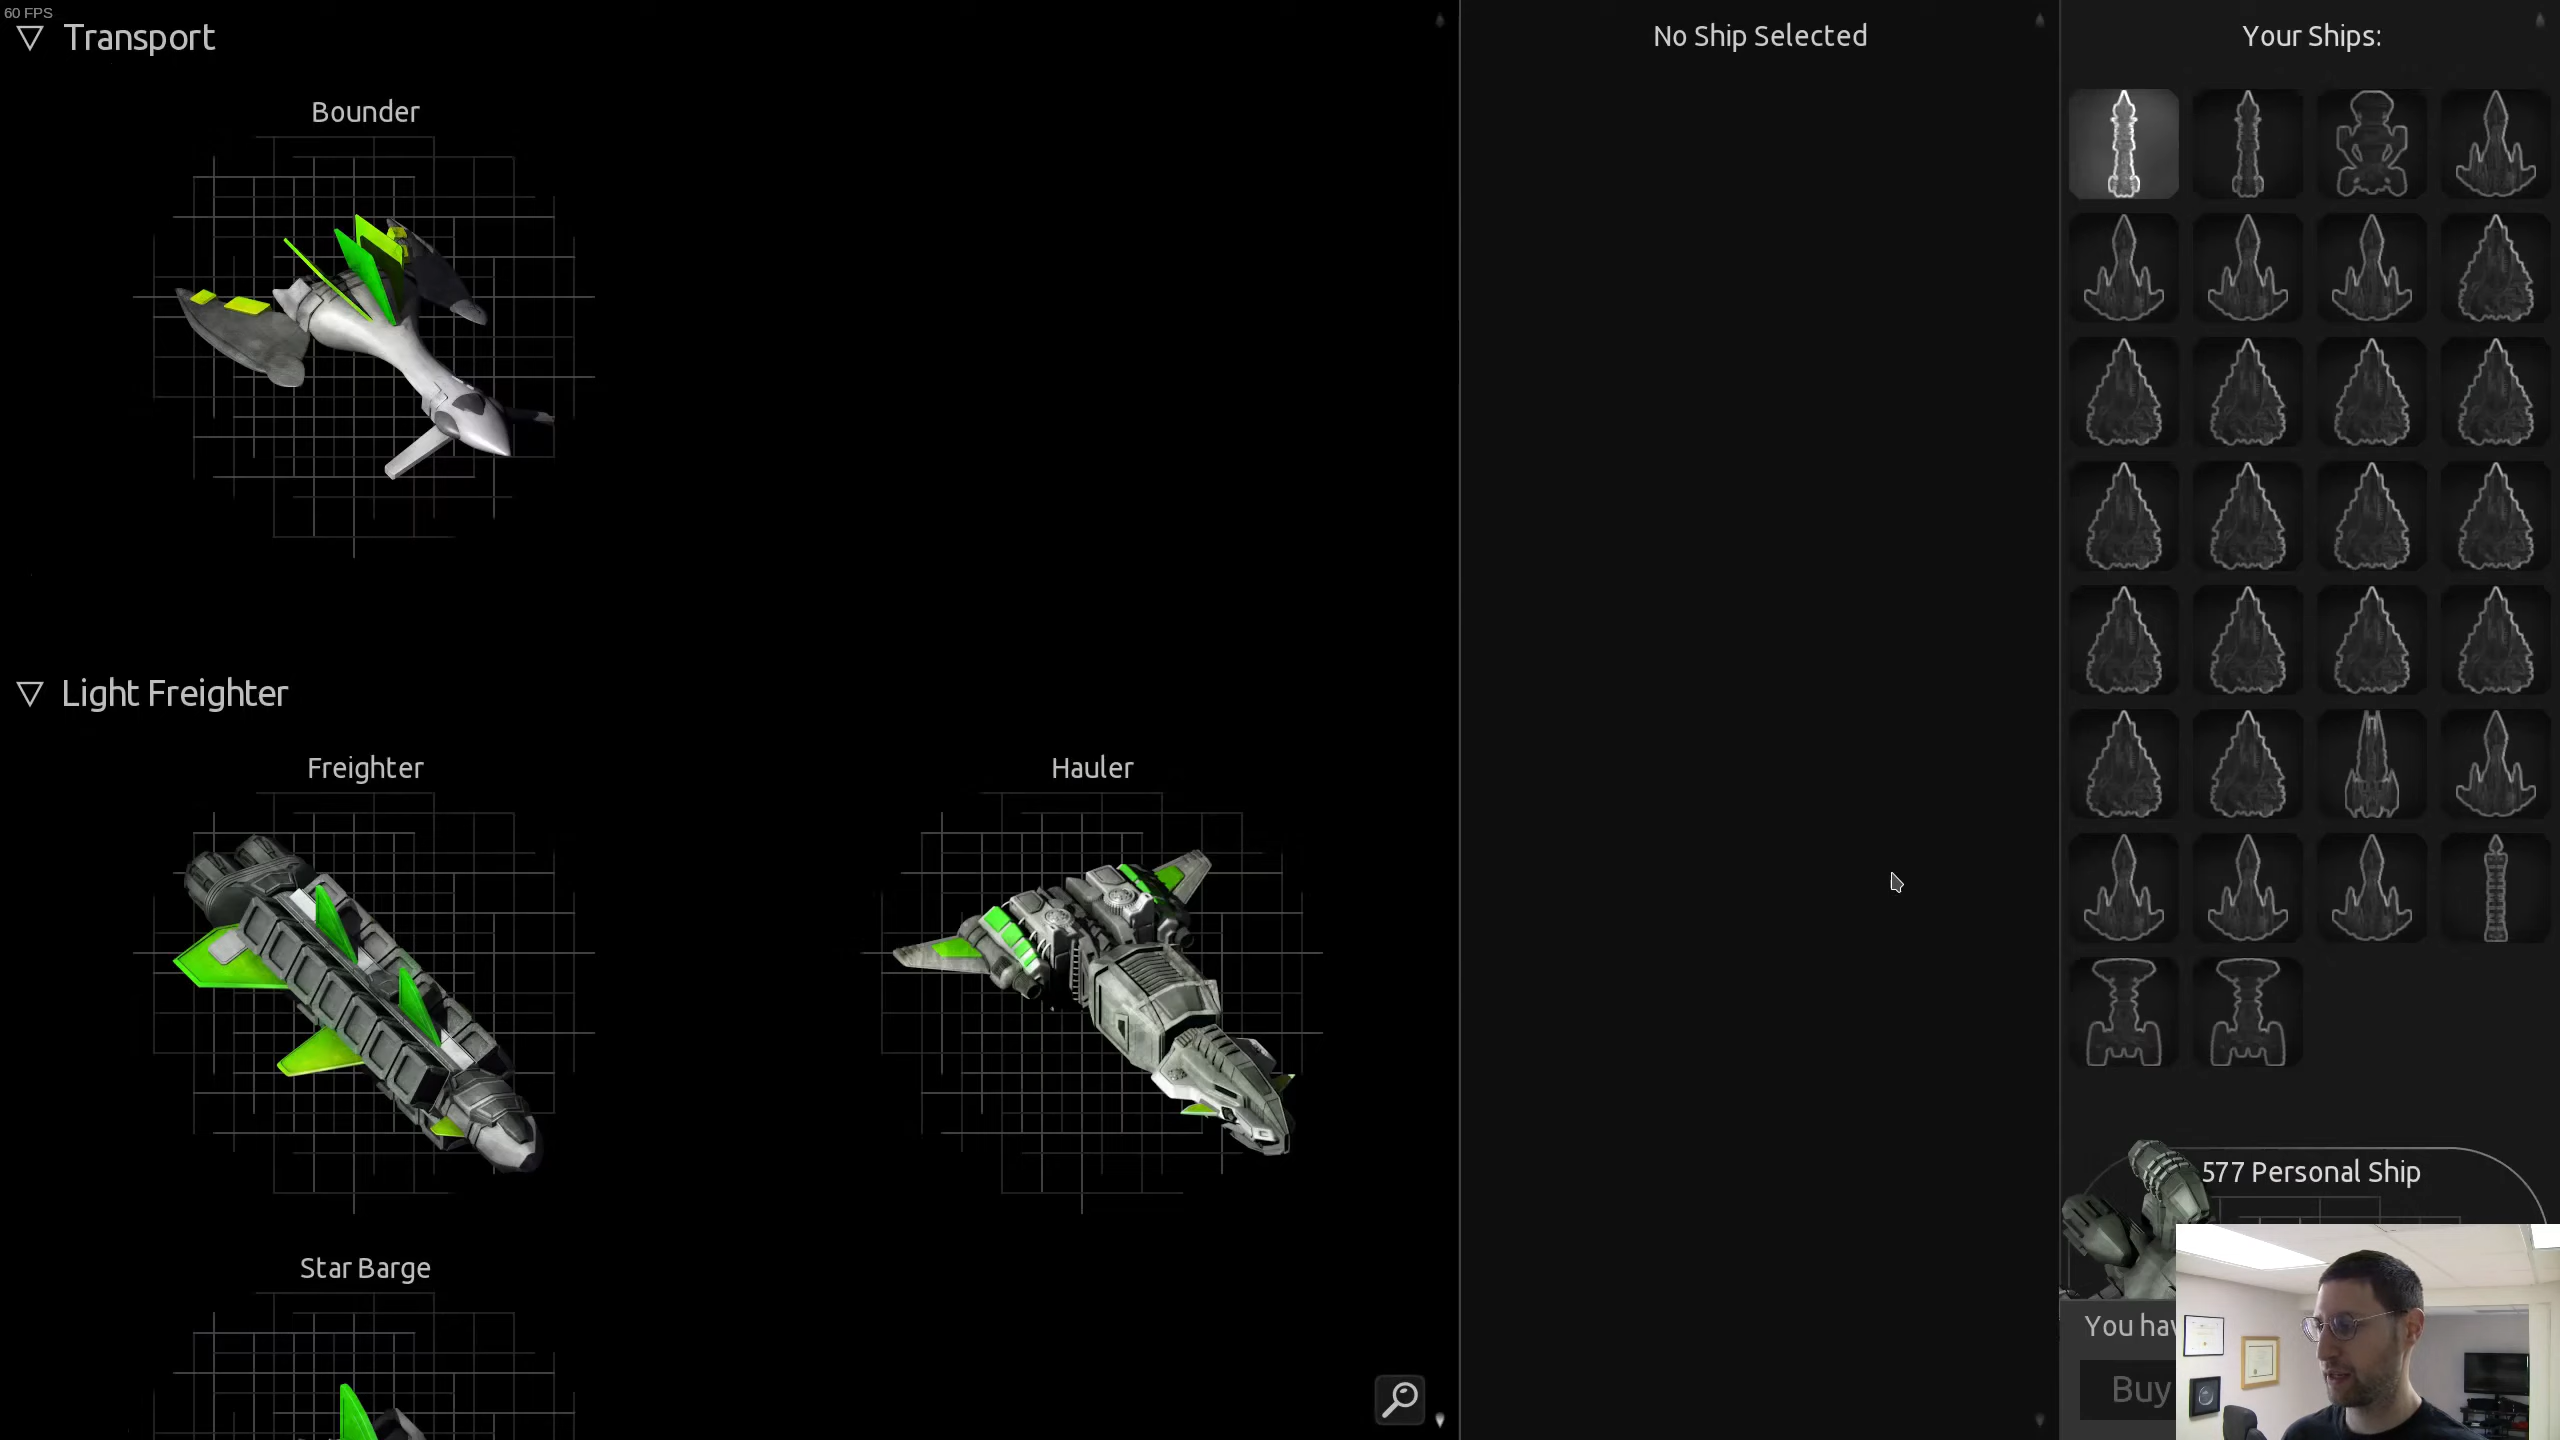 60 FPS
Transport
Bounder
Light Freighter
Freighter
Hauler
Star Barge
No Ship Selected
Your Ships:
577 Personal Ship
You hav
Buy